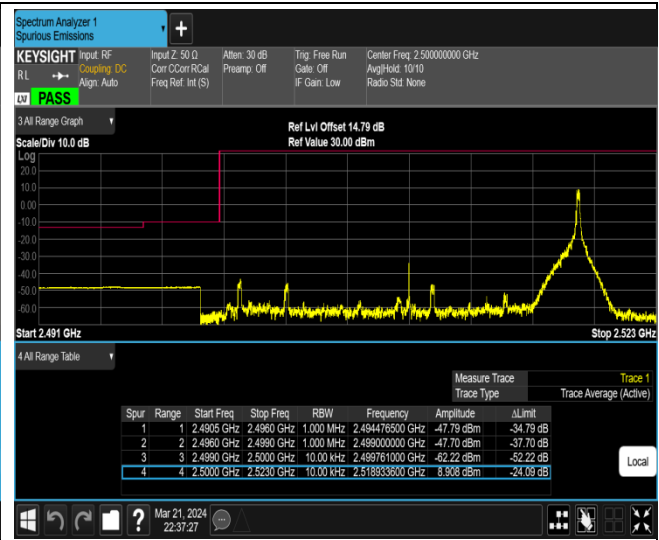 Spectrum Analyzer 1
Spurious Emissions
+
KEYSIGHT Input: RF Input Z: 50 Ω Atten: 30 dB Trig: Free Run Center Freq: 2.500000000 GHz
RL Coupling: DC Corr CCorr RCal Preamp: Off Gate: Off Avg|Hold: 10/10
Align: Auto Freq Ref: Int (S) IF Gain: Low Radio Std: None
LXI PASS
3 All Range Graph
Ref Lvl Offset 14.79 dB
Scale/Div 10.0 dB Ref Value 30.00 dBm
Log
20.0
10.0
0.00
-10.0
-20.0
-30.0
-40.0
-50.0
-60.0
Start 2.491 GHz Stop 2.523 GHz
4 All Range Table
Measure Trace Trace 1
Trace Type Trace Average (Active)
Spur Range Start Freq Stop Freq RBW Frequency Amplitude ΔLimit
1 1 2.4905 GHz 2.4960 GHz 1.000 MHz 2.494476500 GHz -47.79 dBm -34.79 dB
2 2 2.4960 GHz 2.4990 GHz 1.000 MHz 2.499000000 GHz -47.70 dBm -37.70 dB
3 3 2.4990 GHz 2.5000 GHz 10.00 kHz 2.499761000 GHz -62.22 dBm -52.22 dB
4 4 2.5000 GHz 2.5230 GHz 10.00 kHz 2.518933600 GHz 8.908 dBm -24.09 dB
Local
? Mar 21, 2024
22:37:27